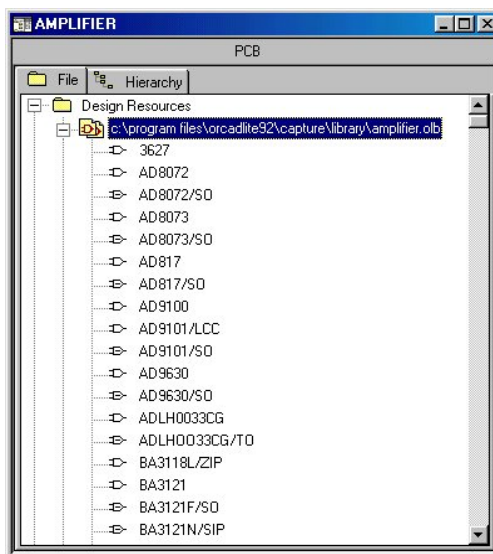 AMPLIFIER
PCB
File Hierarchy
Design Resources
c:\program files\orcadlite92\capture\library\amplifier.olb
3627
AD8072
AD8072/SO
AD8073
AD8073/SO
AD817
AD817/SO
AD9100
AD9101/LCC
AD9101/SO
AD9630
AD9630/SO
ADLH0033CG
ADLHOO33CG/TO
BA3118L/ZIP
BA3121
BA3121F/SO
BA3121N/SIP